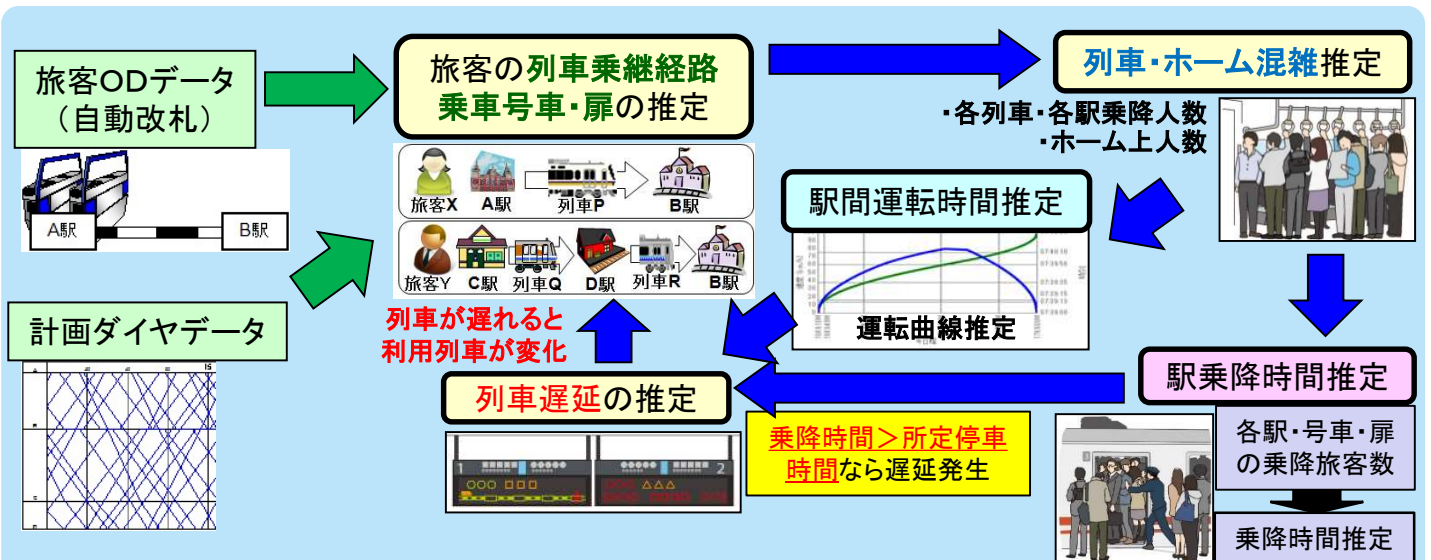 旅客ODデータ
（自動改札）
A駅
B駅
計画ダイヤデータ
旅客の列車乗継経路
乗車号車・扉の推定
旅客X A駅 列車P B駅
旅客Y C駅 列車Q D駅 列車R B駅
列車が遅れると
利用列車が変化
列車・ホーム混雑推定
・各列車・各駅乗降人数
・ホーム上人数
駅間運転時間推定
運転曲線推定
駅乗降時間推定
各駅・号車・扉
の乗降旅客数
乗降時間推定
列車遅延の推定
乗降時間＞所定停車
時間なら遅延発生
1
2
○○○ □□□
○○○ △△△